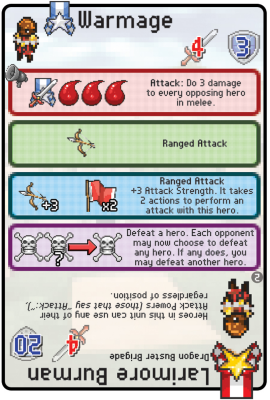 Warmage
4
3
Attack: Do 3 damage
to every opposing hero
in melee.
Ranged Attack
Ranged Attack
+3 Attack Strength. It takes
2 actions to perform an
attack with this hero.
+3
x2
Defeat a hero. Each opponent
may now choose to defeat
any hero. If any does, you
may defeat another hero.
?
2
Larimore Burman
Dragon Buster Brigade
4
20
Heroes in this unit can use any of their
Attack Powers (those that say "Attack:"),
regardless of position.